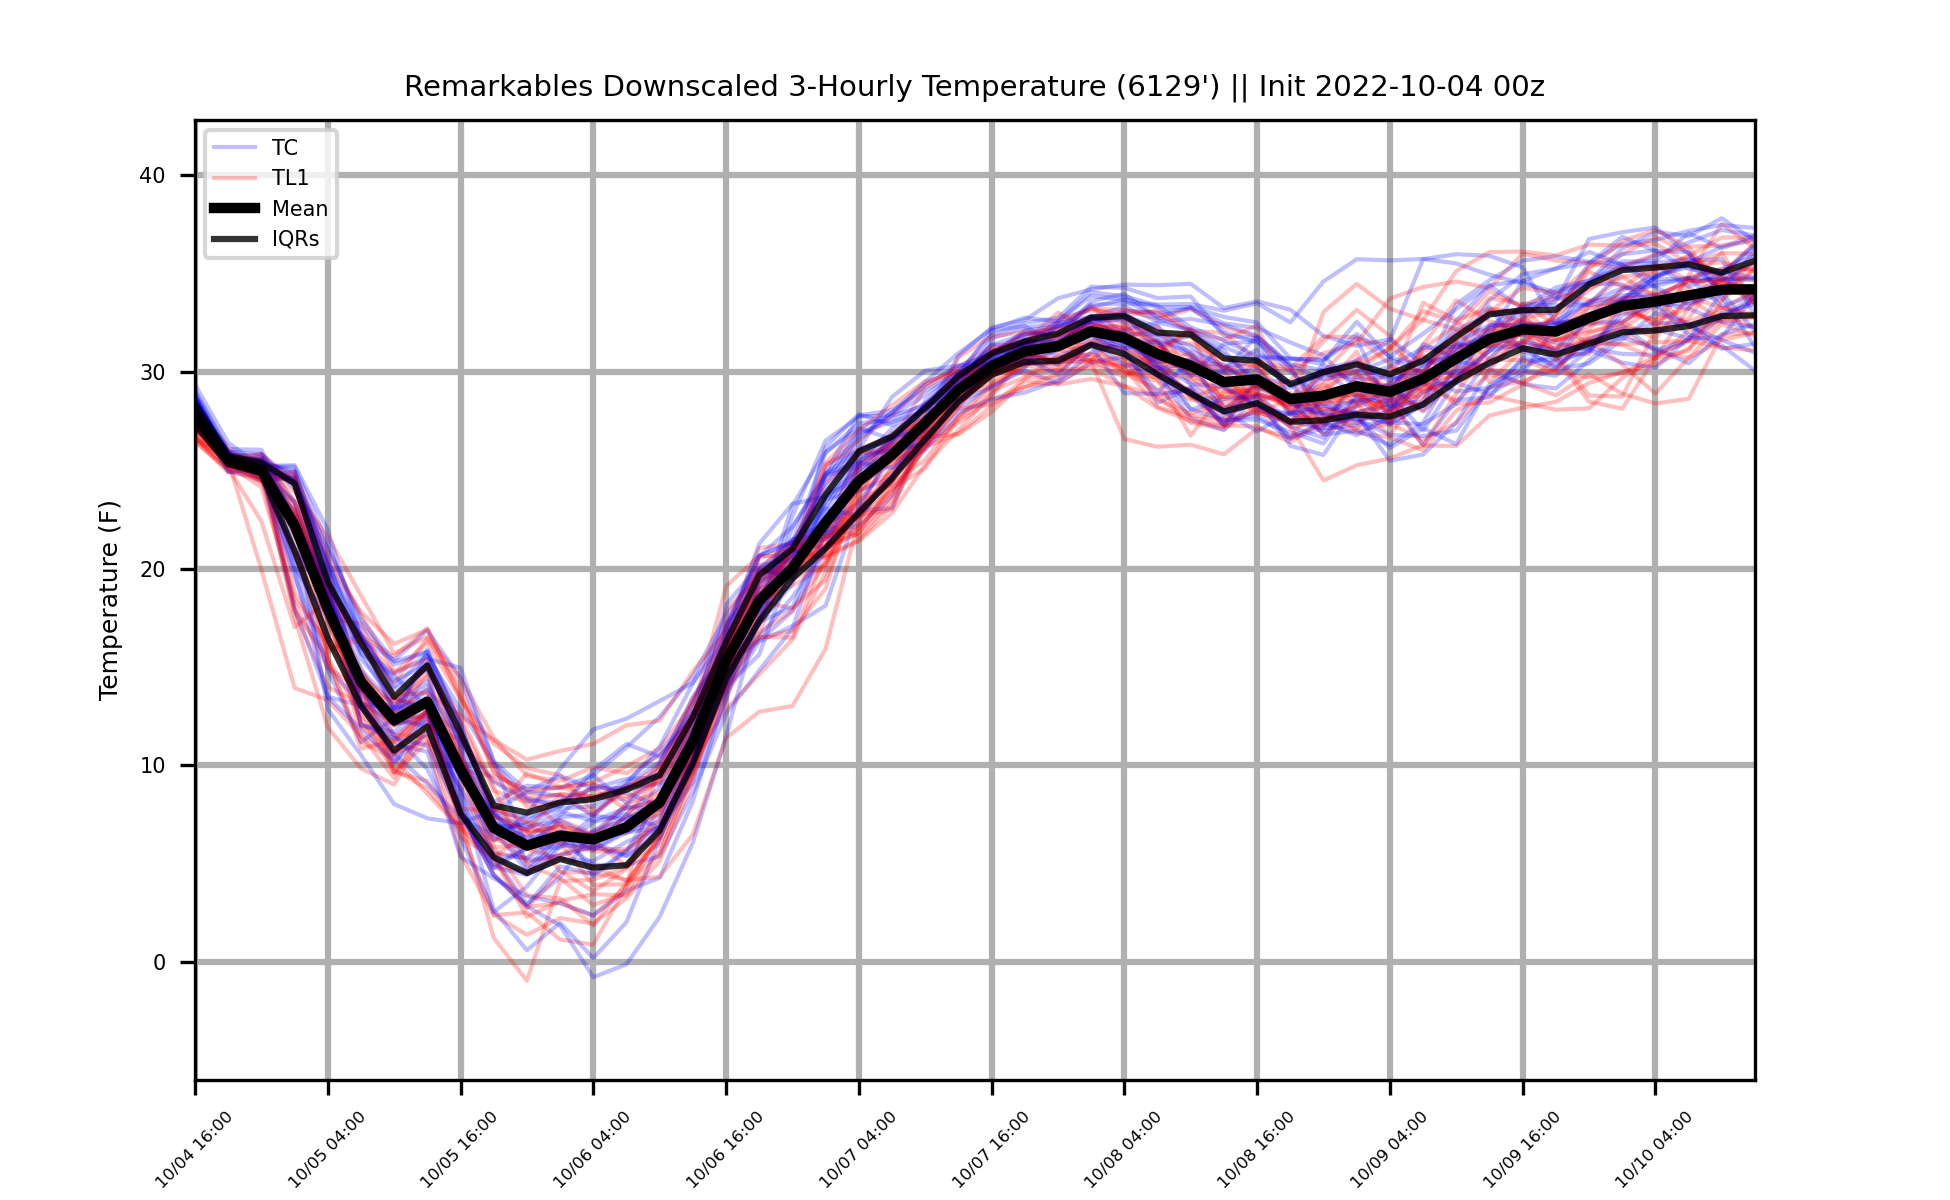 Remarkables Downscaled 3-Hourly Temperature (6129') || Init 2022-10-04 00z
TC
TL1
Mean
IQRs
Temperature (F)
40
30
20
10
0
10/04 16:00
10/05 04:00
10/05 16:00
10/06 04:00
10/06 16:00
10/07 04:00
10/07 16:00
10/08 04:00
10/08 16:00
10/09 04:00
10/09 16:00
10/10 04:00